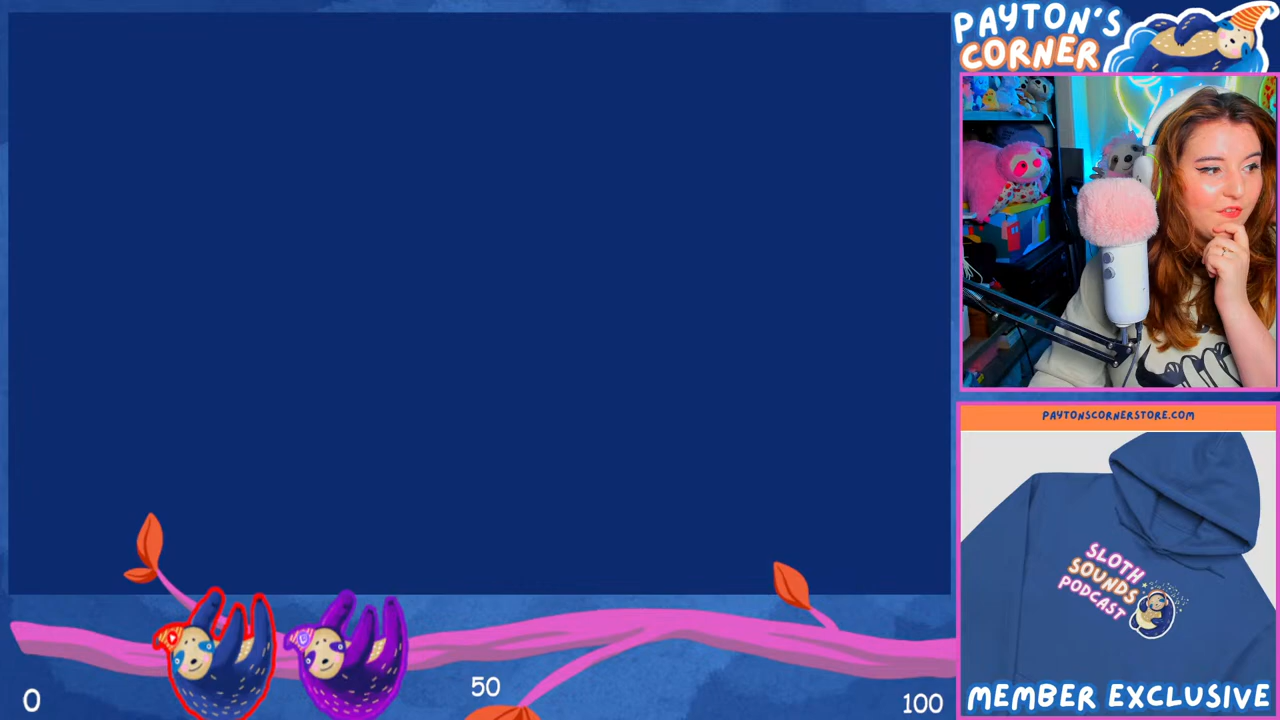 PAYTON'S
CORNER
PAYTONSCORNERSTORE.COM
SLOTH
SOUNDS
PODCAST
MEMBER EXCLUSIVE
0
50
100